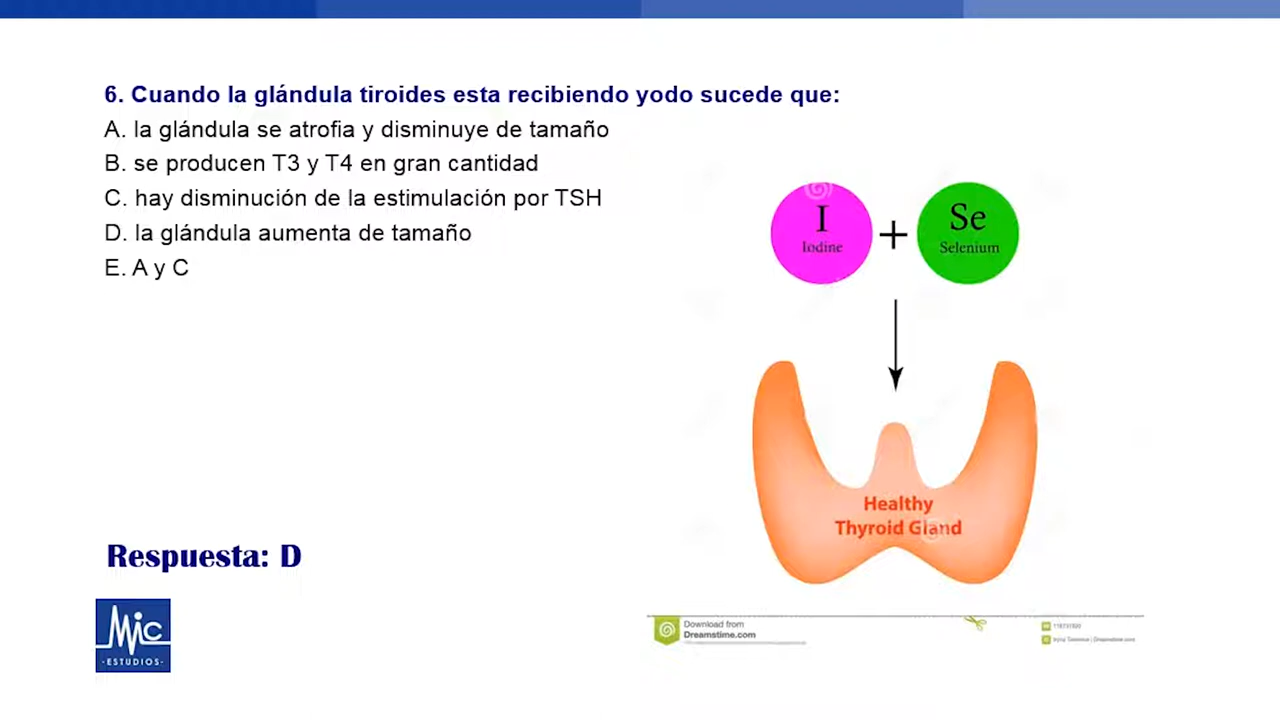 6. Cuando la glándula tiroides esta recibiendo yodo sucede que:
A. la glándula se atrofia y disminuye de tamaño
B. se producen T3 y T4 en gran cantidad
C. hay disminución de la estimulación por TSH
D. la glándula aumenta de tamaño
E. A y C
I
Iodine
+
Se
Selenium
Healthy
Thyroid Gland
Respuesta: D
Mic
·ESTUDIOS·
Download from
Dreamstime.com